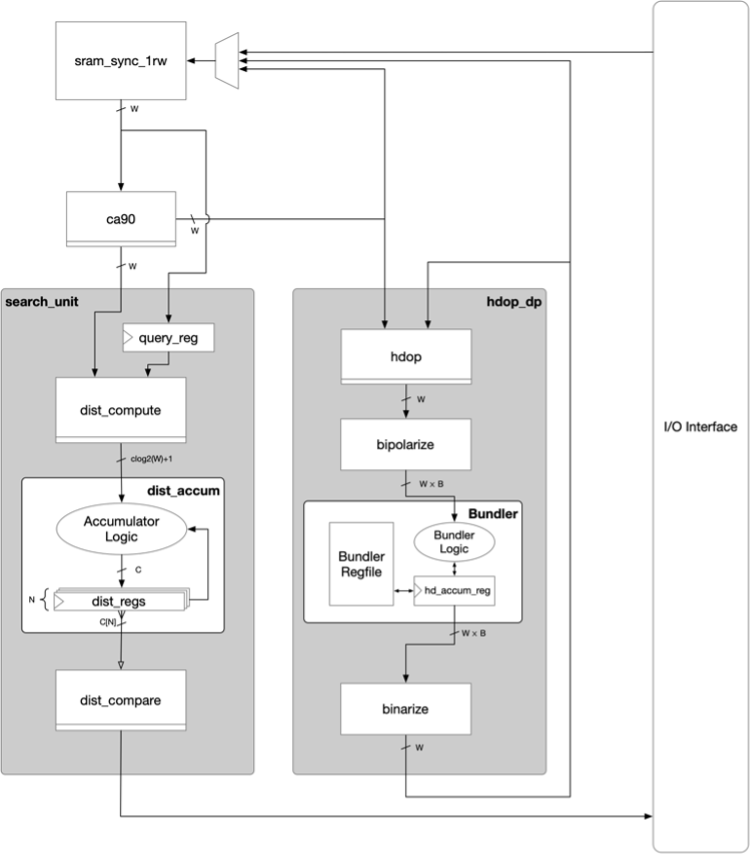 sram_sync_1rw
W
ca90
W
W
search_unit
hdop_dp
query_reg
hdop
dist_compute
W
bipolarize
I/O Interface
clog2(W)+1
W × B
dist_accum
Bundler
Accumulator
Logic
Bundler
Logic
Bundler
Regfile
C
N
dist_regs
hd_accum_reg
C[N]
W × B
dist_compare
binarize
W